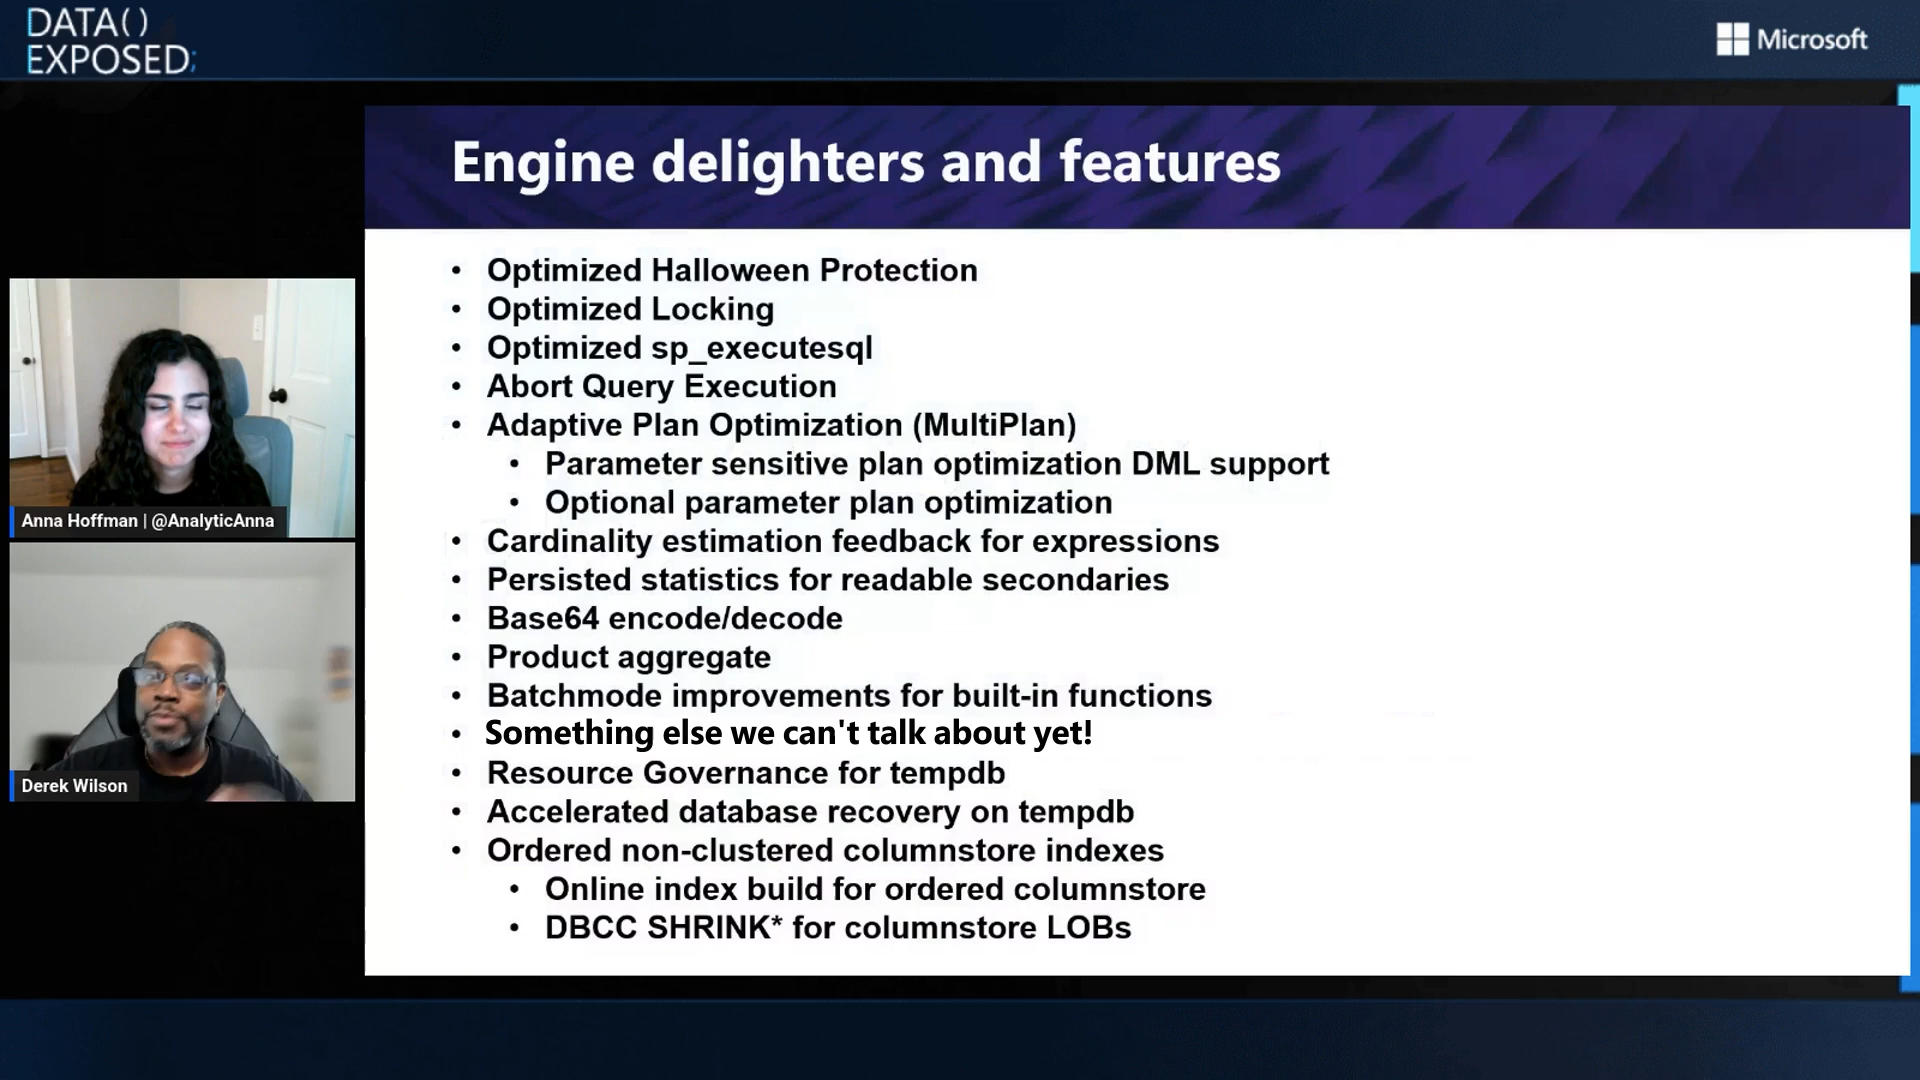 DATA()
EXPOSED;
Microsoft
Engine delighters and features
• Optimized Halloween Protection
• Optimized Locking
• Optimized sp_executesql
• Abort Query Execution
• Adaptive Plan Optimization (MultiPlan)
• Parameter sensitive plan optimization DML support
• Optional parameter plan optimization
• Cardinality estimation feedback for expressions
• Persisted statistics for readable secondaries
• Base64 encode/decode
• Product aggregate
• Batchmode improvements for built-in functions
• Something else we can't talk about yet!
• Resource Governance for tempdb
• Accelerated database recovery on tempdb
• Ordered non-clustered columnstore indexes
• Online index build for ordered columnstore
• DBCC SHRINK* for columnstore LOBs
Anna Hoffman | @AnalyticAnna
Derek Wilson